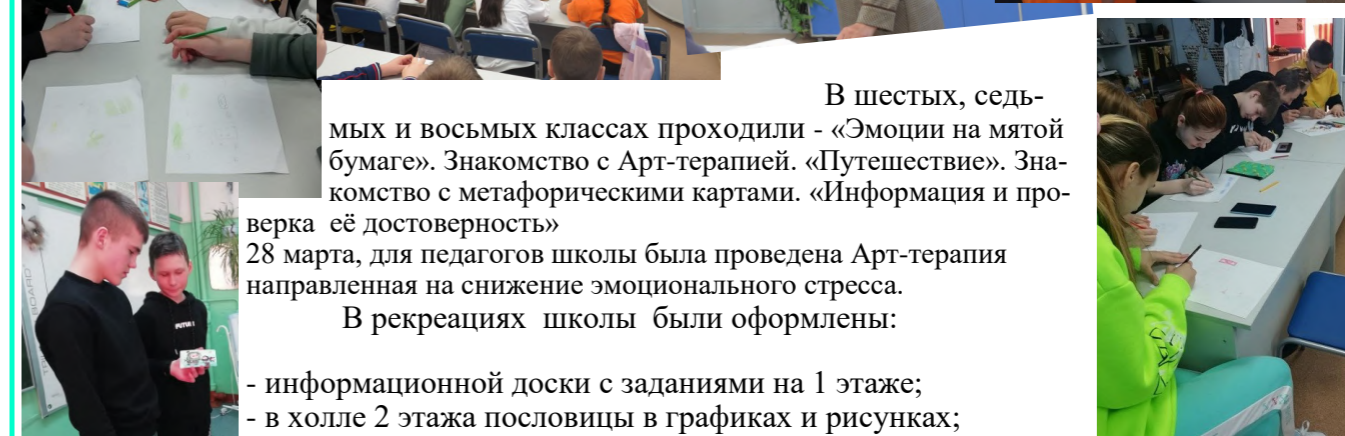 В шестых, седь-
мых и восьмых классах проходили - «Эмоции на мятой
бумаге». Знакомство с Арт-терапией. «Путешествие». Зна-
комство с метафорическими картами. «Информация и про-
верка  её достоверность»
28 марта, для педагогов школы была проведена Арт-терапия
направленная на снижение эмоционального стресса.
В рекреациях  школы  были оформлены:
- информационной доски с заданиями на 1 этаже;
- в холле 2 этажа пословицы в графиках и рисунках;